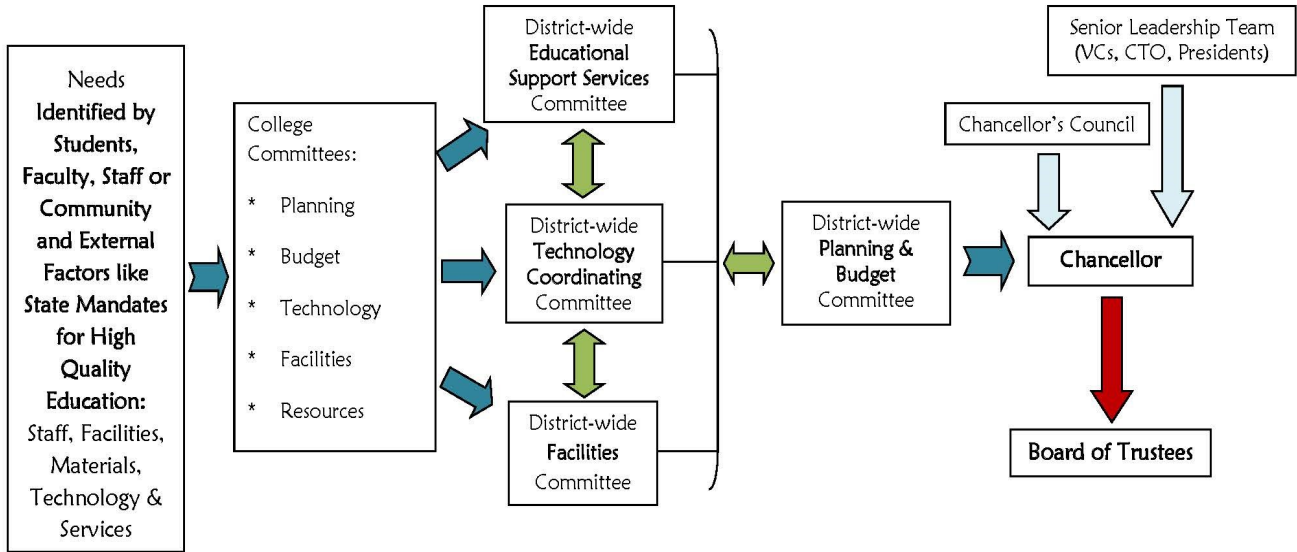 Needs
Identified by
Students,
Faculty, Staff or
Community
and External
Factors like
State Mandates
for High
Quality
Education:
Staff, Facilities,
Materials,
Technology &
Services
College
Committees:
* Planning
* Budget
* Technology
* Facilities
* Resources
District-wide
Educational
Support Services
Committee
District-wide
Technology
Coordinating
Committee
District-wide
Facilities
Committee
District-wide
Planning &
Budget
Committee
Senior Leadership Team
(VCs, CTO, Presidents)
Chancellor's Council
Chancellor
Board of Trustees